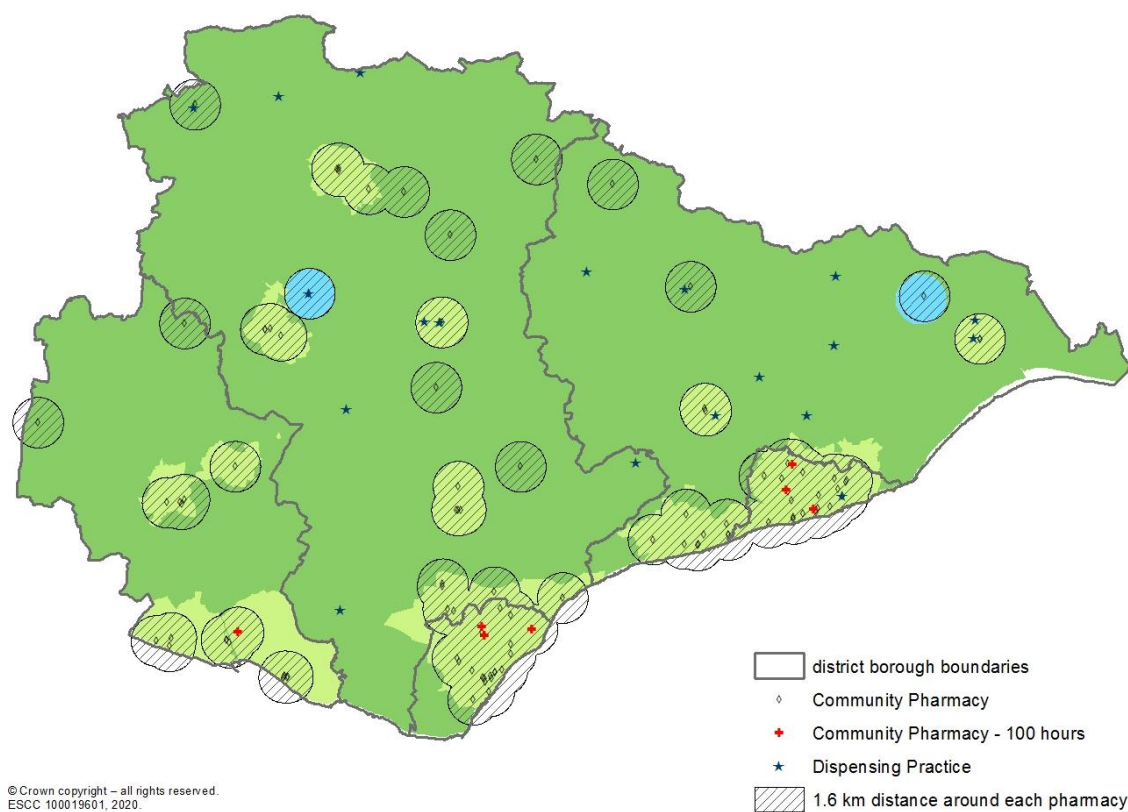 district borough boundaries
Community Pharmacy
Community Pharmacy - 100 hours
Dispensing Practice
1.6 km distance around each pharmacy
© Crown copyright – all rights reserved.
ESCC 100019601, 2020.